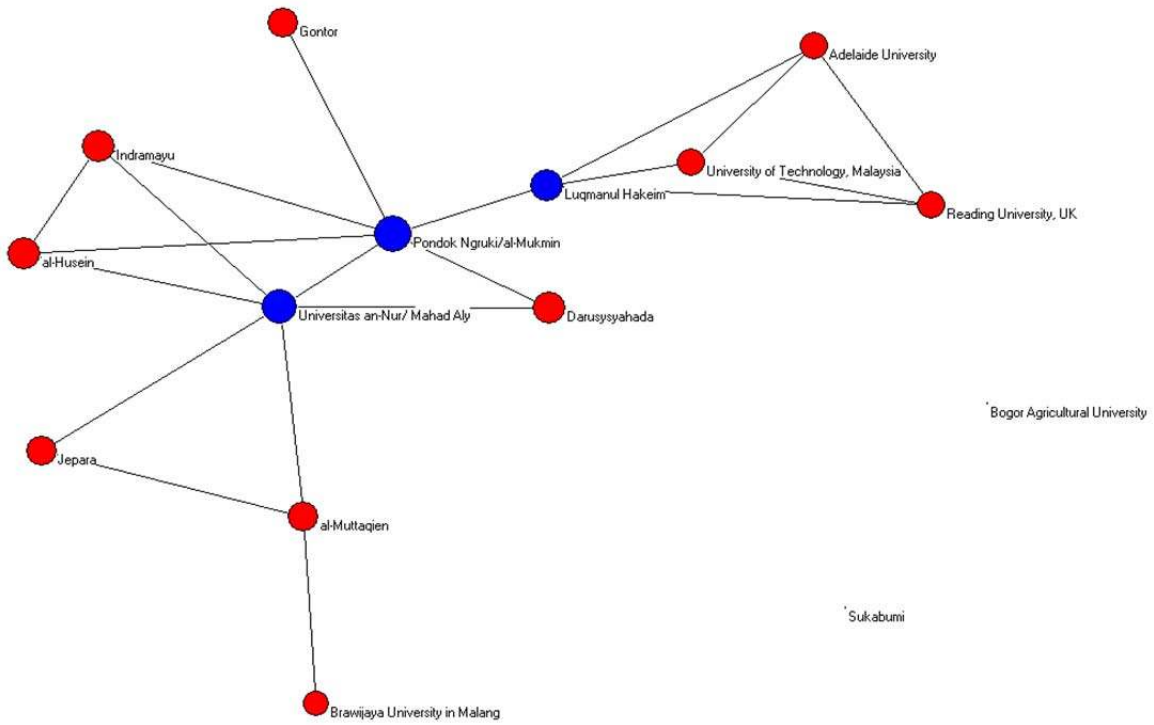 Gontor
Adelaide University
Indramayu
University of Technology, Malaysia
Luqmanul Hakeim
Reading University, UK
Pondok Ngruki/al-Mukmin
al-Husein
Universitas an-Nur/ Mahad Aly
Darusysyahada
Bogor Agricultural University
Jepara
al-Muttaqien
Sukabumi
Brawijaya University in Malang